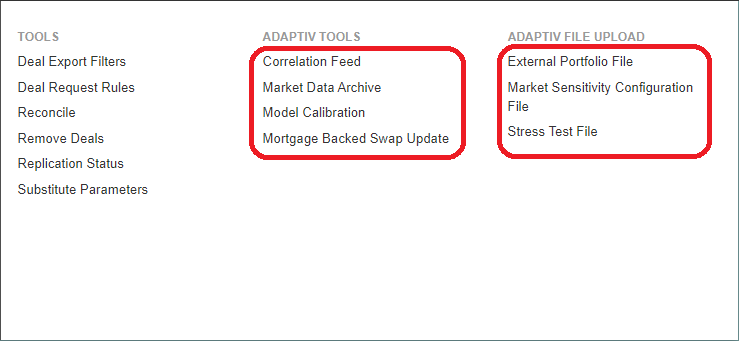 TOOLS
Deal Export Filters
Deal Request Rules
Reconcile
Remove Deals
Replication Status
Substitute Parameters
ADAPTIV TOOLS
Correlation Feed
Market Data Archive
Model Calibration
Mortgage Backed Swap Update
ADAPTIV FILE UPLOAD
External Portfolio File
Market Sensitivity Configuration
File
Stress Test File